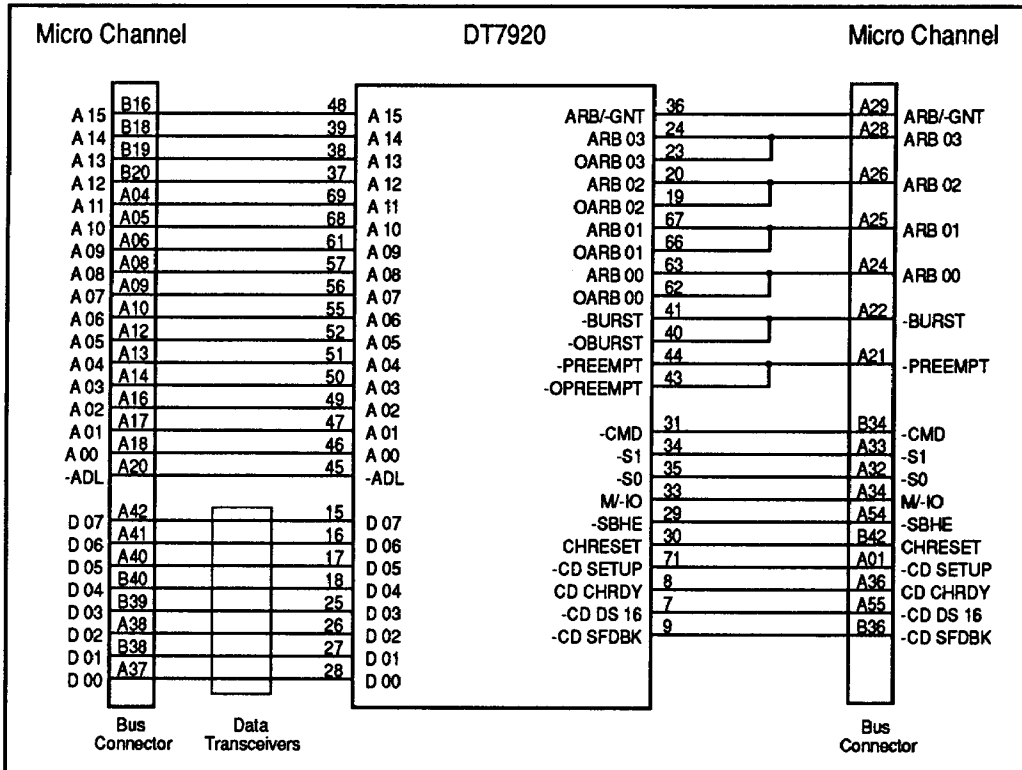 Micro Channel DT7920 Micro Channel
A 15 B16 48 A 15
A 14 B18 39 A 14
A 13 B19 38 A 13
A 12 B20 37 A 12
A 11 A04 69 A 11
A 10 A05 68 A 10
A 09 A06 61 A 09
A 08 A08 57 A 08
A 07 A09 56 A 07
A 06 A10 55 A 06
A 05 A12 52 A 05
A 04 A13 51 A 04
A 03 A14 50 A 03
A 02 A16 49 A 02
A 01 A17 47 A 01
A 00 A18 46 A 00
-ADL A20 45 -ADL
D 07 A42 15 D 07
D 06 A41 16 D 06
D 05 A40 17 D 05
D 04 B40 18 D 04
D 03 B39 25 D 03
D 02 A38 26 D 02
D 01 B38 27 D 01
D 00 A37 28 D 00
Bus
Connector
Data
Transceivers
ARB/-GNT 36 A29 ARB/-GNT
ARB 03 24 A28 ARB 03
OARB 03 23
ARB 02 20 A26 ARB 02
OARB 02 19
ARB 01 67 A25 ARB 01
OARB 01 66
ARB 00 63 A24 ARB 00
OARB 00 62
-BURST 41 A22 -BURST
-OBURST 40
-PREEMPT 44 A21 -PREEMPT
-OPREEMPT 43
-CMD 31 B34 -CMD
-S1 34 A33 -S1
-S0 35 A32 -S0
M/-IO 33 A34 M/-IO
-SBHE 29 A54 -SBHE
CHRESET 30 B42 CHRESET
-CD SETUP 71 A01 -CD SETUP
CD CHRDY 8 A36 CD CHRDY
-CD DS 16 7 A55 -CD DS 16
-CD SFDBK 9 B36 -CD SFDBK
Bus
Connector